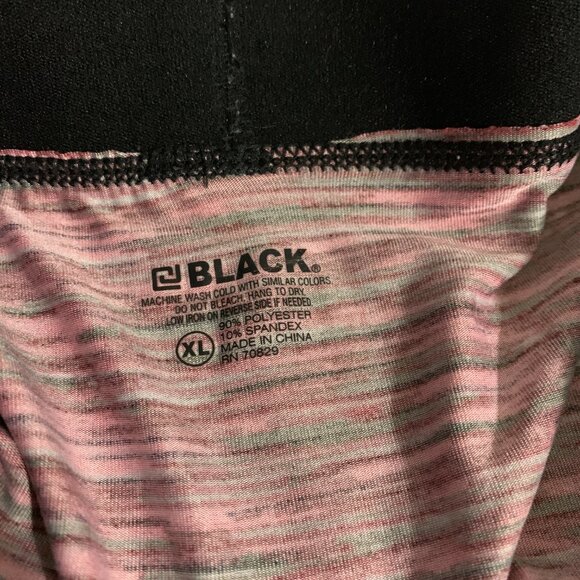 CJ BLACK®
MACHINE WASH COLD WITH SIMILAR COLORS.
DO NOT BLEACH. HANG TO DRY.
LOW IRON ON REVERSE SIDE IF NEEDED
XL 90% POLYESTER
10% SPANDEX
MADE IN CHINA
RN 70829